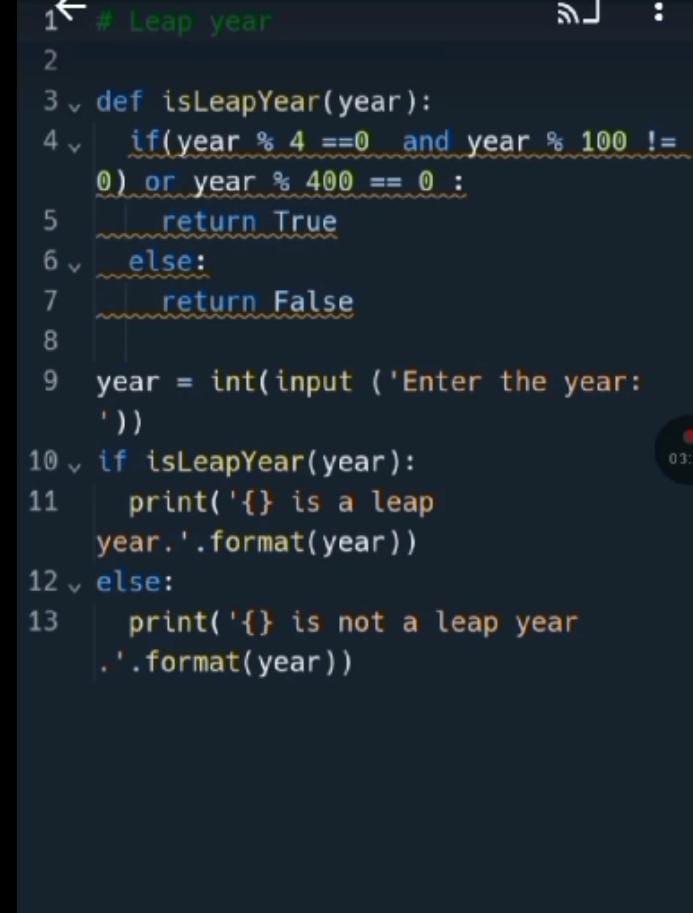 1 # Leap year
2
3 def isLeapYear(year):
4 if(year % 4 ==0  and year % 100 !=
0) or year % 400 == 0 :
5 return True
6 else:
7 return False
8
9 year = int(input ('Enter the year:
'))
10 if isLeapYear(year):
11 print('{} is a leap
year.'.format(year))
12 else:
13 print('{} is not a leap year
.'.format(year))
03: